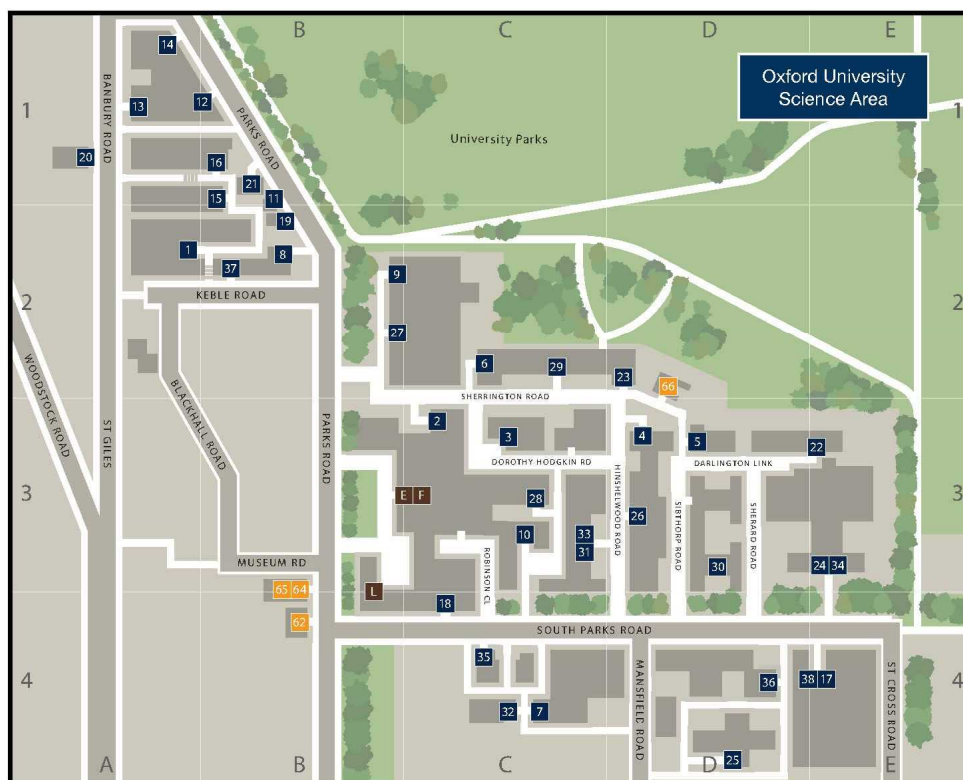 B
C
D
E
Oxford University
Science Area
14
13
12
1
1
BANBURY ROAD
PARKS ROAD
University Parks
20
16
21
15
11
19
1
8
37
9
2
2
KEBLE ROAD
27
WOODSTOCK ROAD
ST GILES
BLACKHALL ROAD
PARKS ROAD
6
29
23
66
SHERRINGTON ROAD
2
3
4
5
22
DOROTHY HODGKIN RD
DARLINGTON LINK
HINSHELWOOD ROAD
SIBTHORP ROAD
SHERARD ROAD
3
3
E
F
28
10
33
31
26
ROBINSON CL
30
24
34
MUSEUM RD
65
64
L
18
62
SOUTH PARKS ROAD
35
MANSFIELD ROAD
36
38
17
ST CROSS ROAD
4
4
32
7
25
A
B
C
D
E